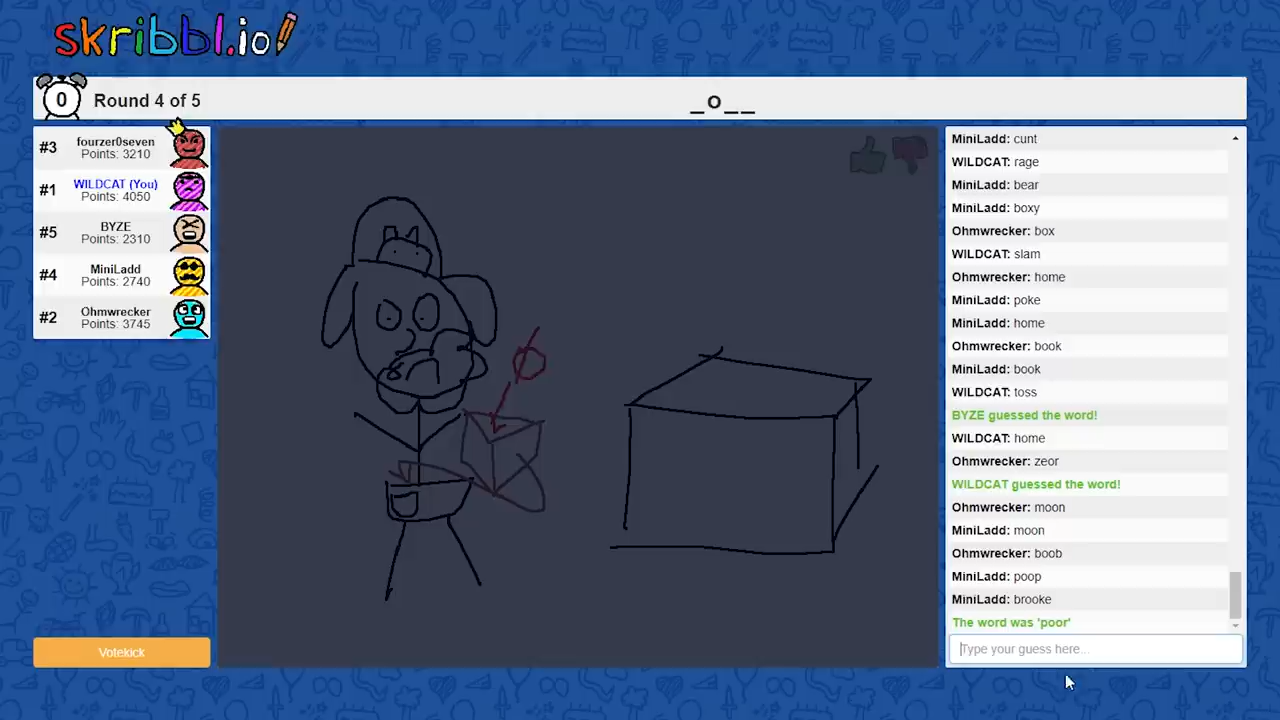 skribbl.io
0
Round 4 of 5
_o__
#3 fourzer0seven
Points: 3210
#1 WILDCAT (You)
Points: 4050
#5 BYZE
Points: 2310
#4 MiniLadd
Points: 2740
#2 Ohmwrecker
Points: 3745
Votekick
MiniLadd: cunt
WILDCAT: rage
MiniLadd: bear
MiniLadd: boxy
Ohmwrecker: box
WILDCAT: slam
Ohmwrecker: home
MiniLadd: poke
MiniLadd: home
Ohmwrecker: book
MiniLadd: book
WILDCAT: toss
BYZE guessed the word!
WILDCAT: home
Ohmwrecker: zeor
WILDCAT guessed the word!
Ohmwrecker: moon
MiniLadd: moon
Ohmwrecker: boob
MiniLadd: poop
MiniLadd: brooke
The word was 'poor'
Type your guess here...